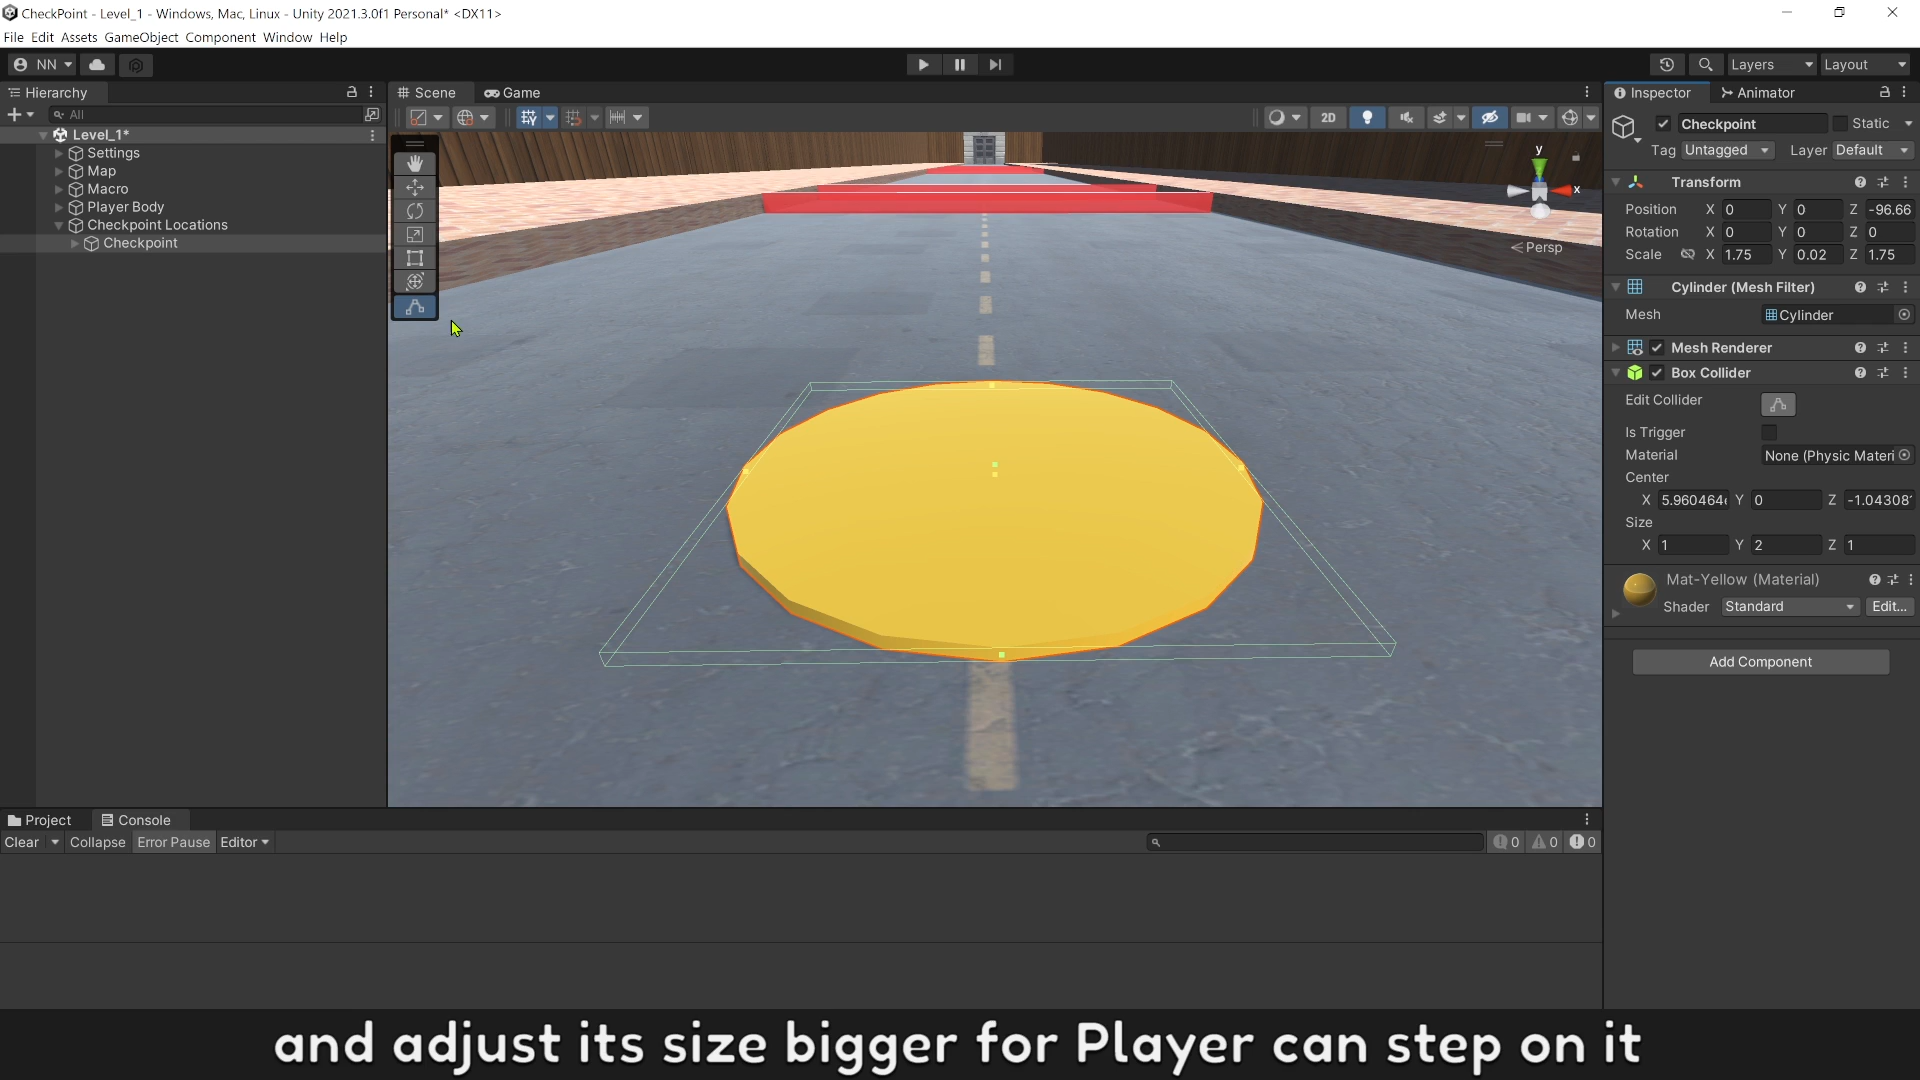 CheckPoint - Level_1 - Windows, Mac, Linux - Unity 2021.3.0f1 Personal* <DX11>
File Edit Assets GameObject Component Window Help
NN
Layers
Layout
Hierarchy
Scene
Game
Inspector
Animator
All
2D
Level_1*
Settings
Map
Macro
Player Body
Checkpoint Locations
Checkpoint
y
x
Persp
Checkpoint
Static
Tag Untagged Layer Default
Transform
Position X 0 Y 0 Z -96.66
Rotation X 0 Y 0 Z 0
Scale X 1.75 Y 0.02 Z 1.75
Cylinder (Mesh Filter)
Mesh Cylinder
Mesh Renderer
Box Collider
Edit Collider
Is Trigger
Material None (Physic Materi
Center
X 5.960464 Y 0 Z -1.04308
Size
X 1 Y 2 Z 1
Mat-Yellow (Material)
Shader Standard Edit...
Add Component
Project
Console
Clear Collapse Error Pause Editor
0 0 0
and adjust its size bigger for Player can step on it